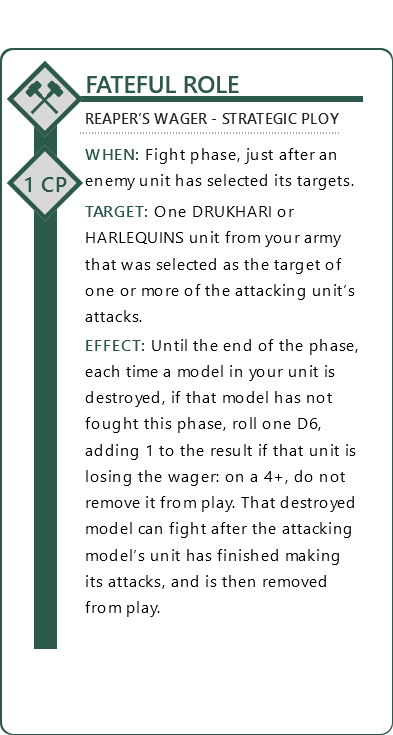 FATEFUL ROLE
REAPER'S WAGER - STRATEGIC PLOY
WHEN: Fight phase, just after an
1 CP
enemy unit has selected its targets.
TARGET: One DRUKHARI or
HARLEQUINS unit from your army
that was selected as the target of
one or more of the attacking unit's
attacks.
EFFECT: Until the end of the phase,
each time a model in your unit is
destroyed, if that model has not
fought this phase, roll one D6,
adding 1 to the result if that unit is
losing the wager: on a 4+, do not
remove it from play. That destroyed
model can fight after the attacking
model's unit has finished making
its attacks, and is then removed
from play.